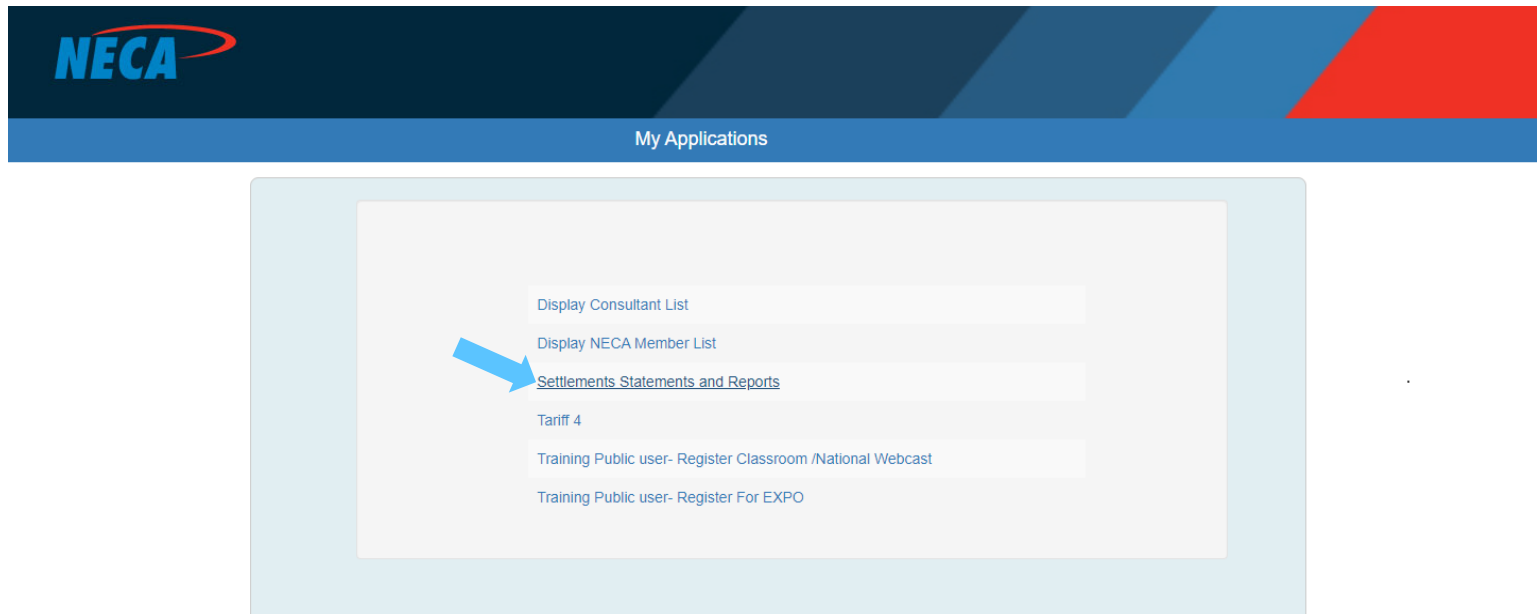 NECA
My Applications
Display Consultant List
Display NECA Member List
Settlements Statements and Reports
.
Tariff 4
Training Public user- Register Classroom /National Webcast
Training Public user- Register For EXPO